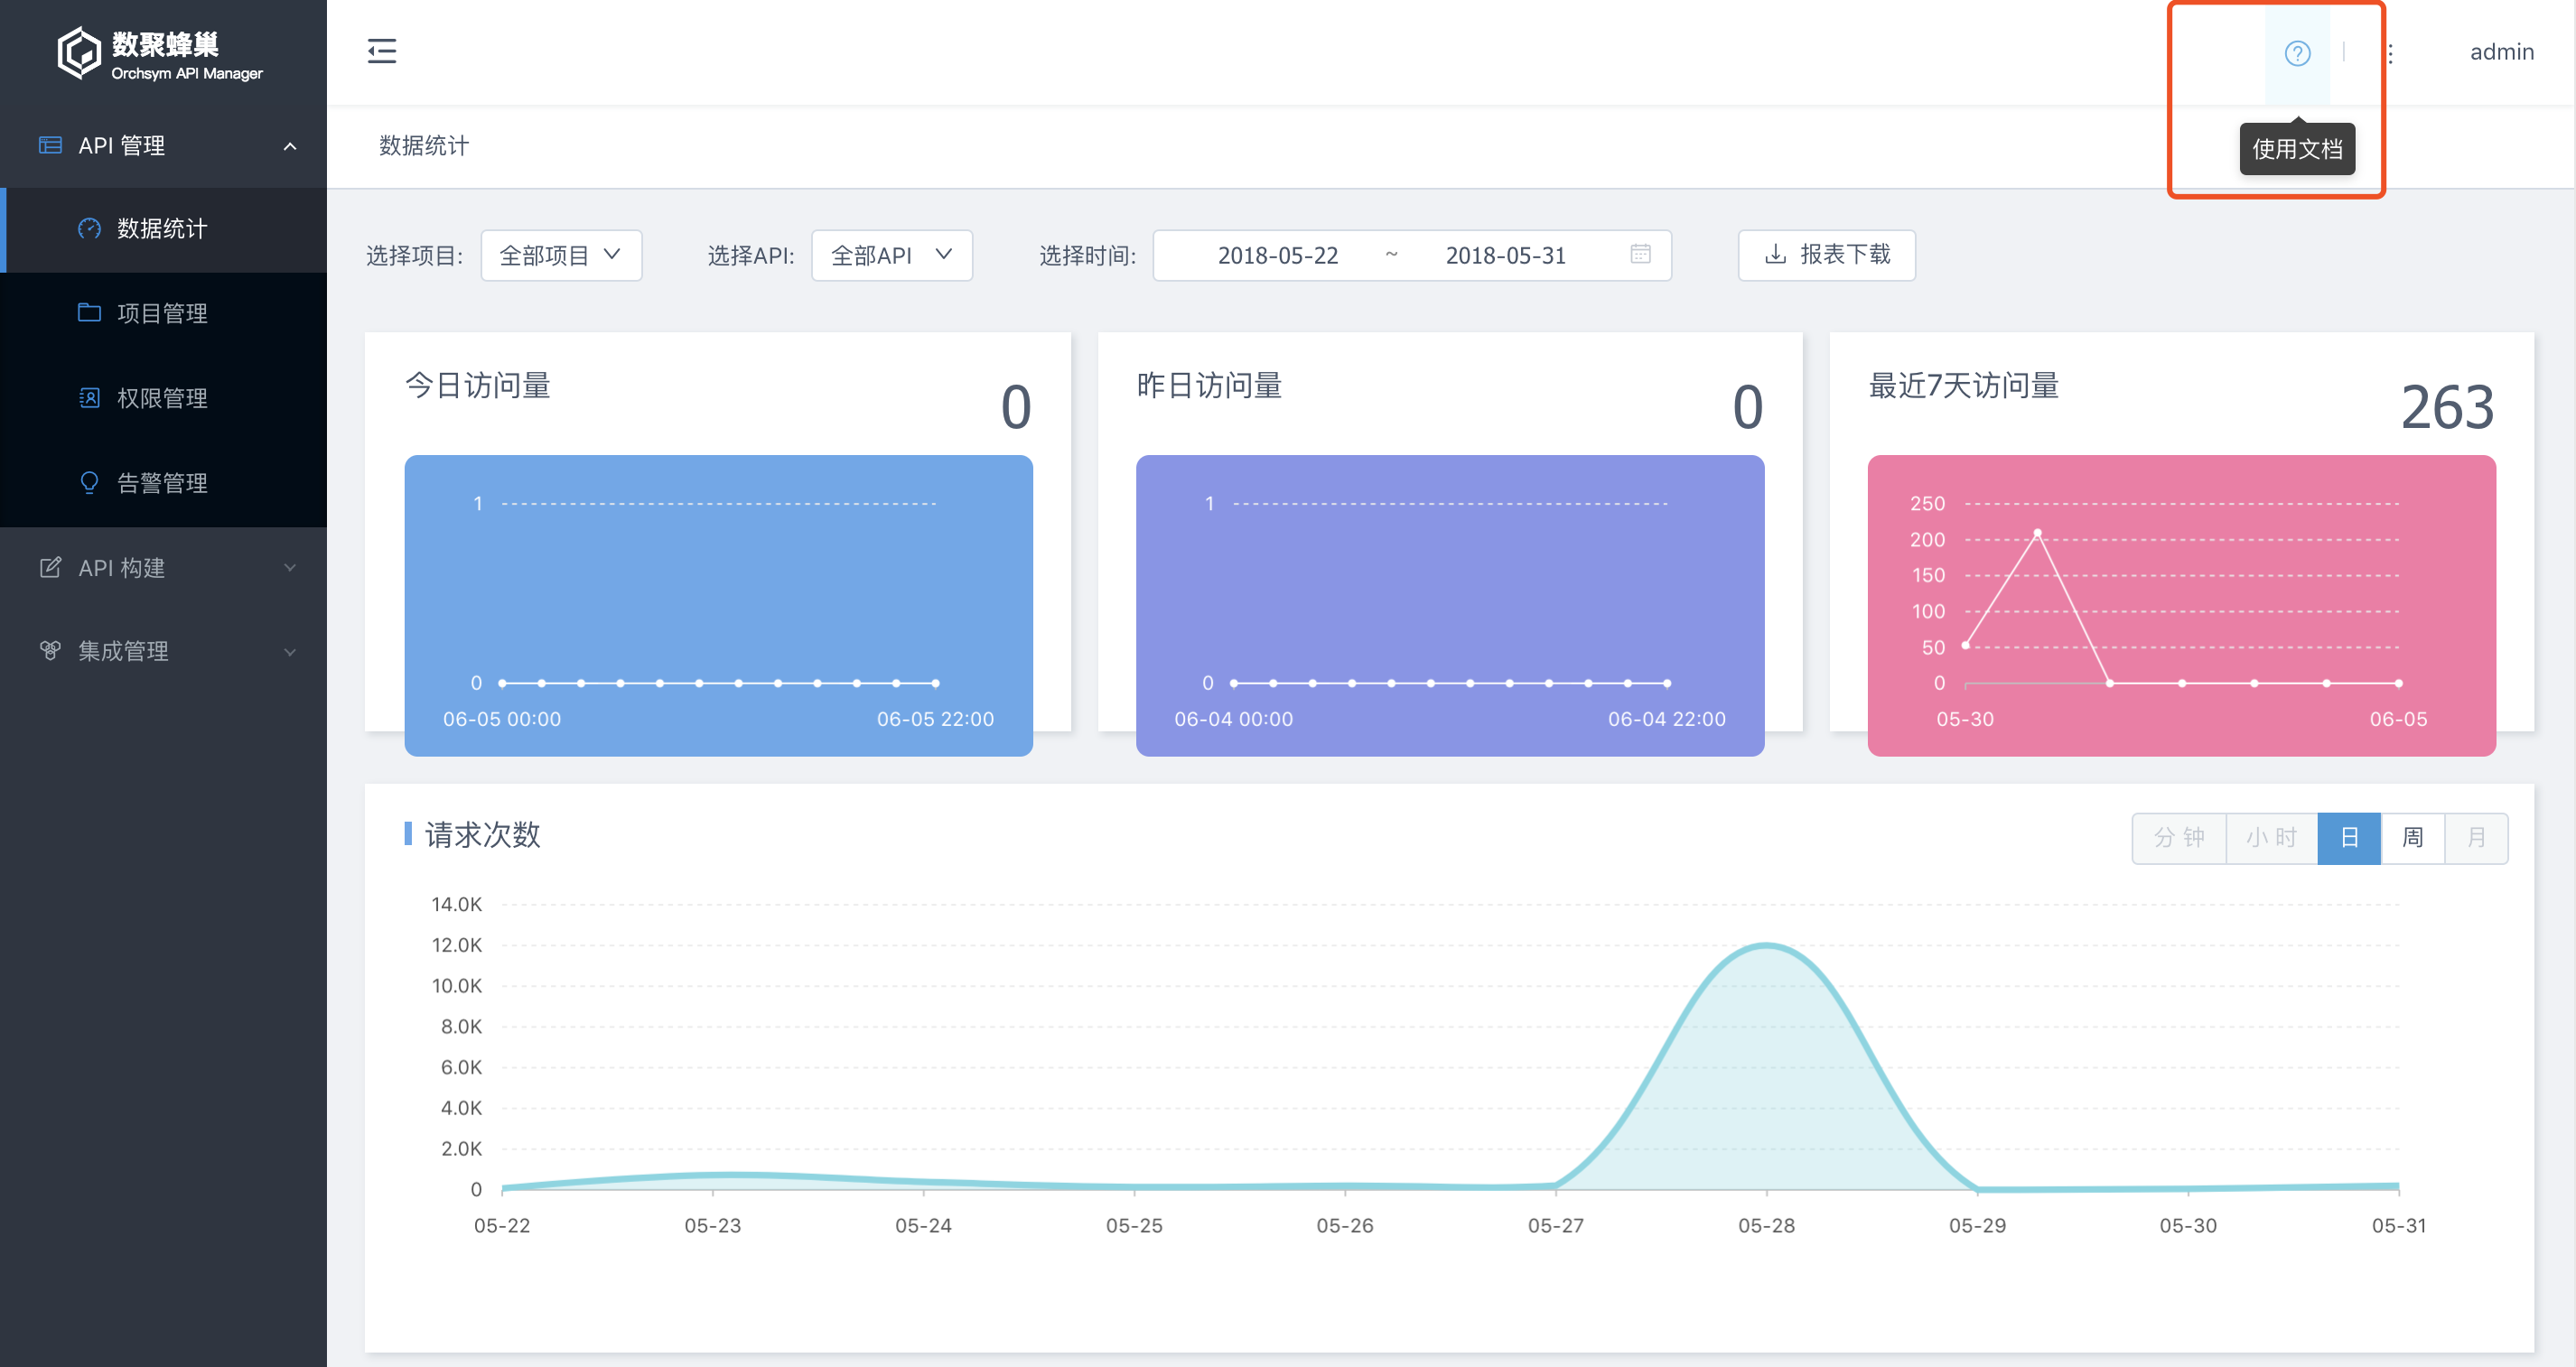 数聚蜂巢
Orchsym API Manager
admin
使用文档
API 管理
数据统计
项目管理
权限管理
告警管理
API 构建
集成管理
数据统计
选择项目: 全部项目 选择API: 全部API 选择时间: 2018-05-22 ~ 2018-05-31 报表下载
今日访问量
0
1
0
06-05 00:00 06-05 22:00
昨日访问量
0
1
0
06-04 00:00 06-04 22:00
最近7天访问量
263
250
200
150
100
50
0
05-30 06-05
请求次数
分钟 小时 日 周 月
14.0K
12.0K
10.0K
8.0K
6.0K
4.0K
2.0K
0
05-22 05-23 05-24 05-25 05-26 05-27 05-28 05-29 05-30 05-31